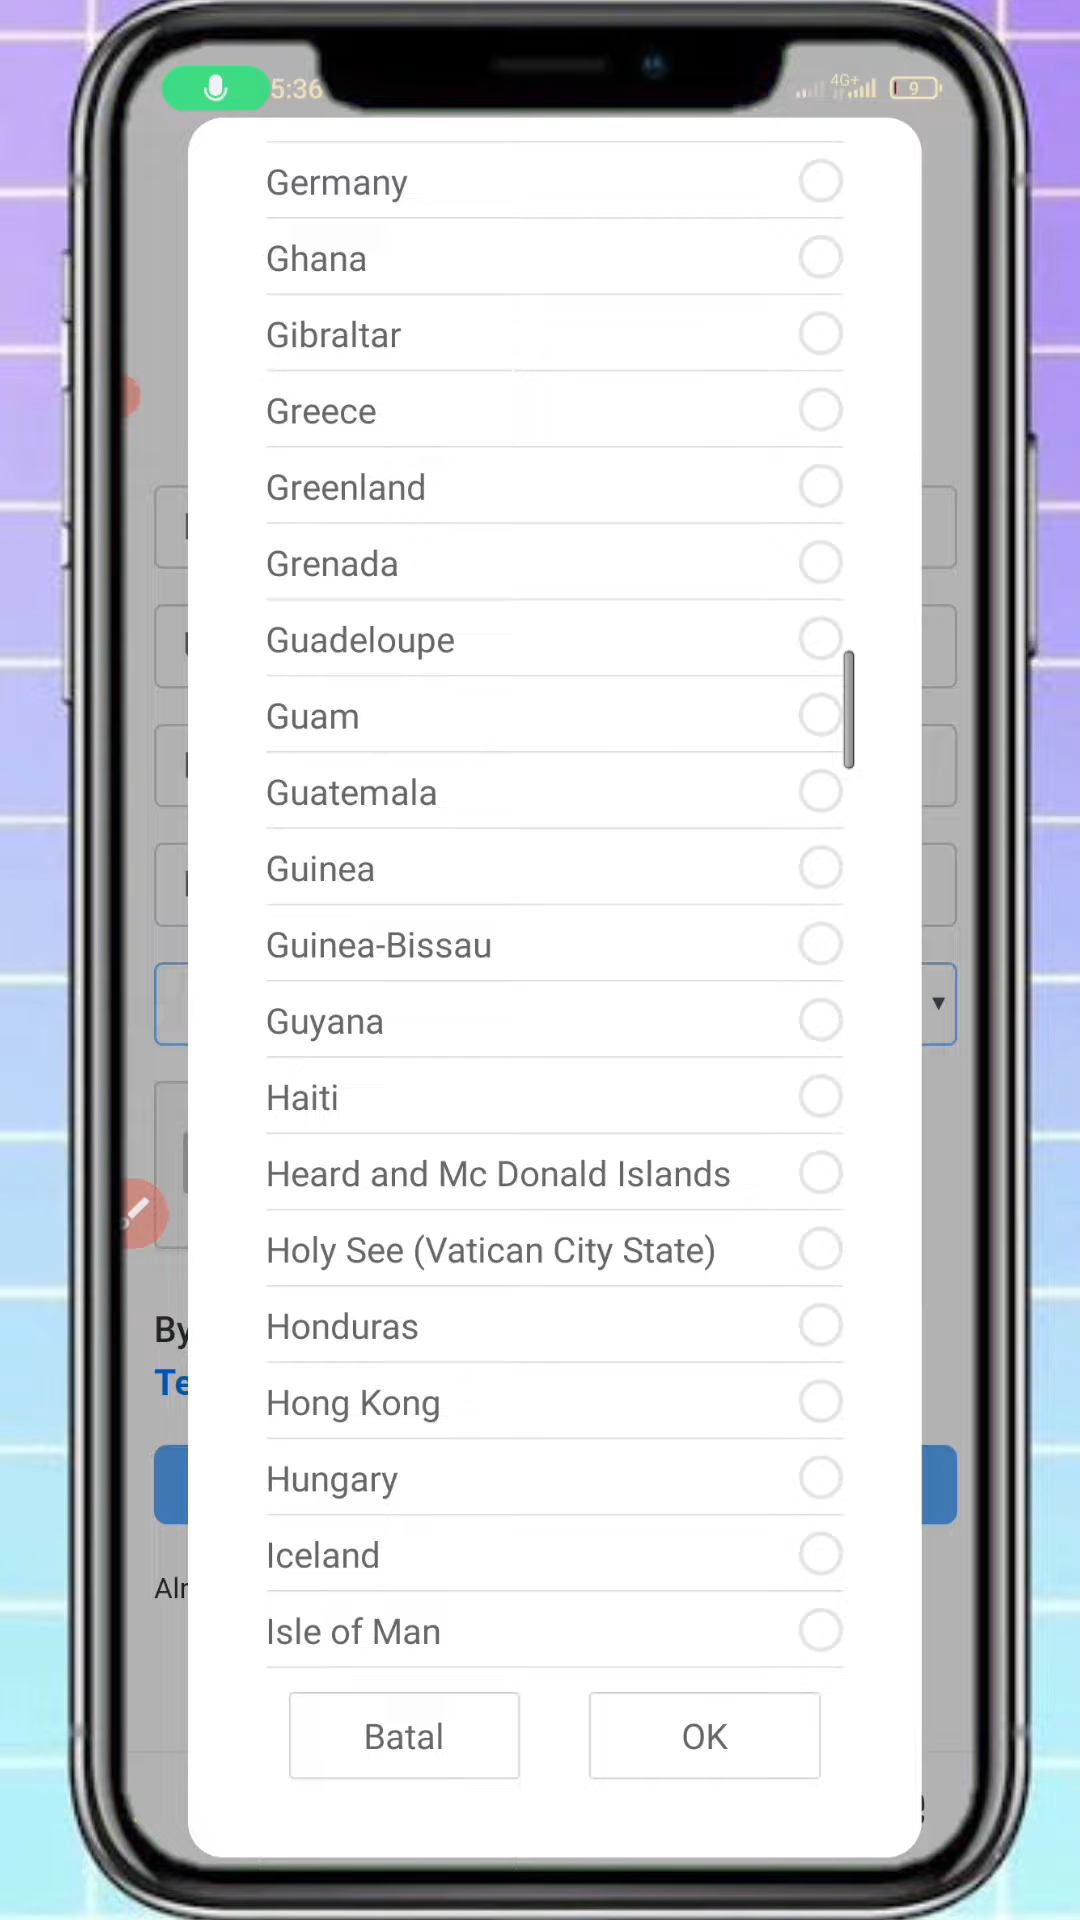 5:36
4G+
9
Germany
Ghana
Gibraltar
Greece
Greenland
Grenada
Guadeloupe
Guam
Guatemala
Guinea
Guinea-Bissau
Guyana
Haiti
Heard and Mc Donald Islands
Holy See (Vatican City State)
By
Honduras
Te
Hong Kong
Hungary
Iceland
Isle of Man
Batal
OK